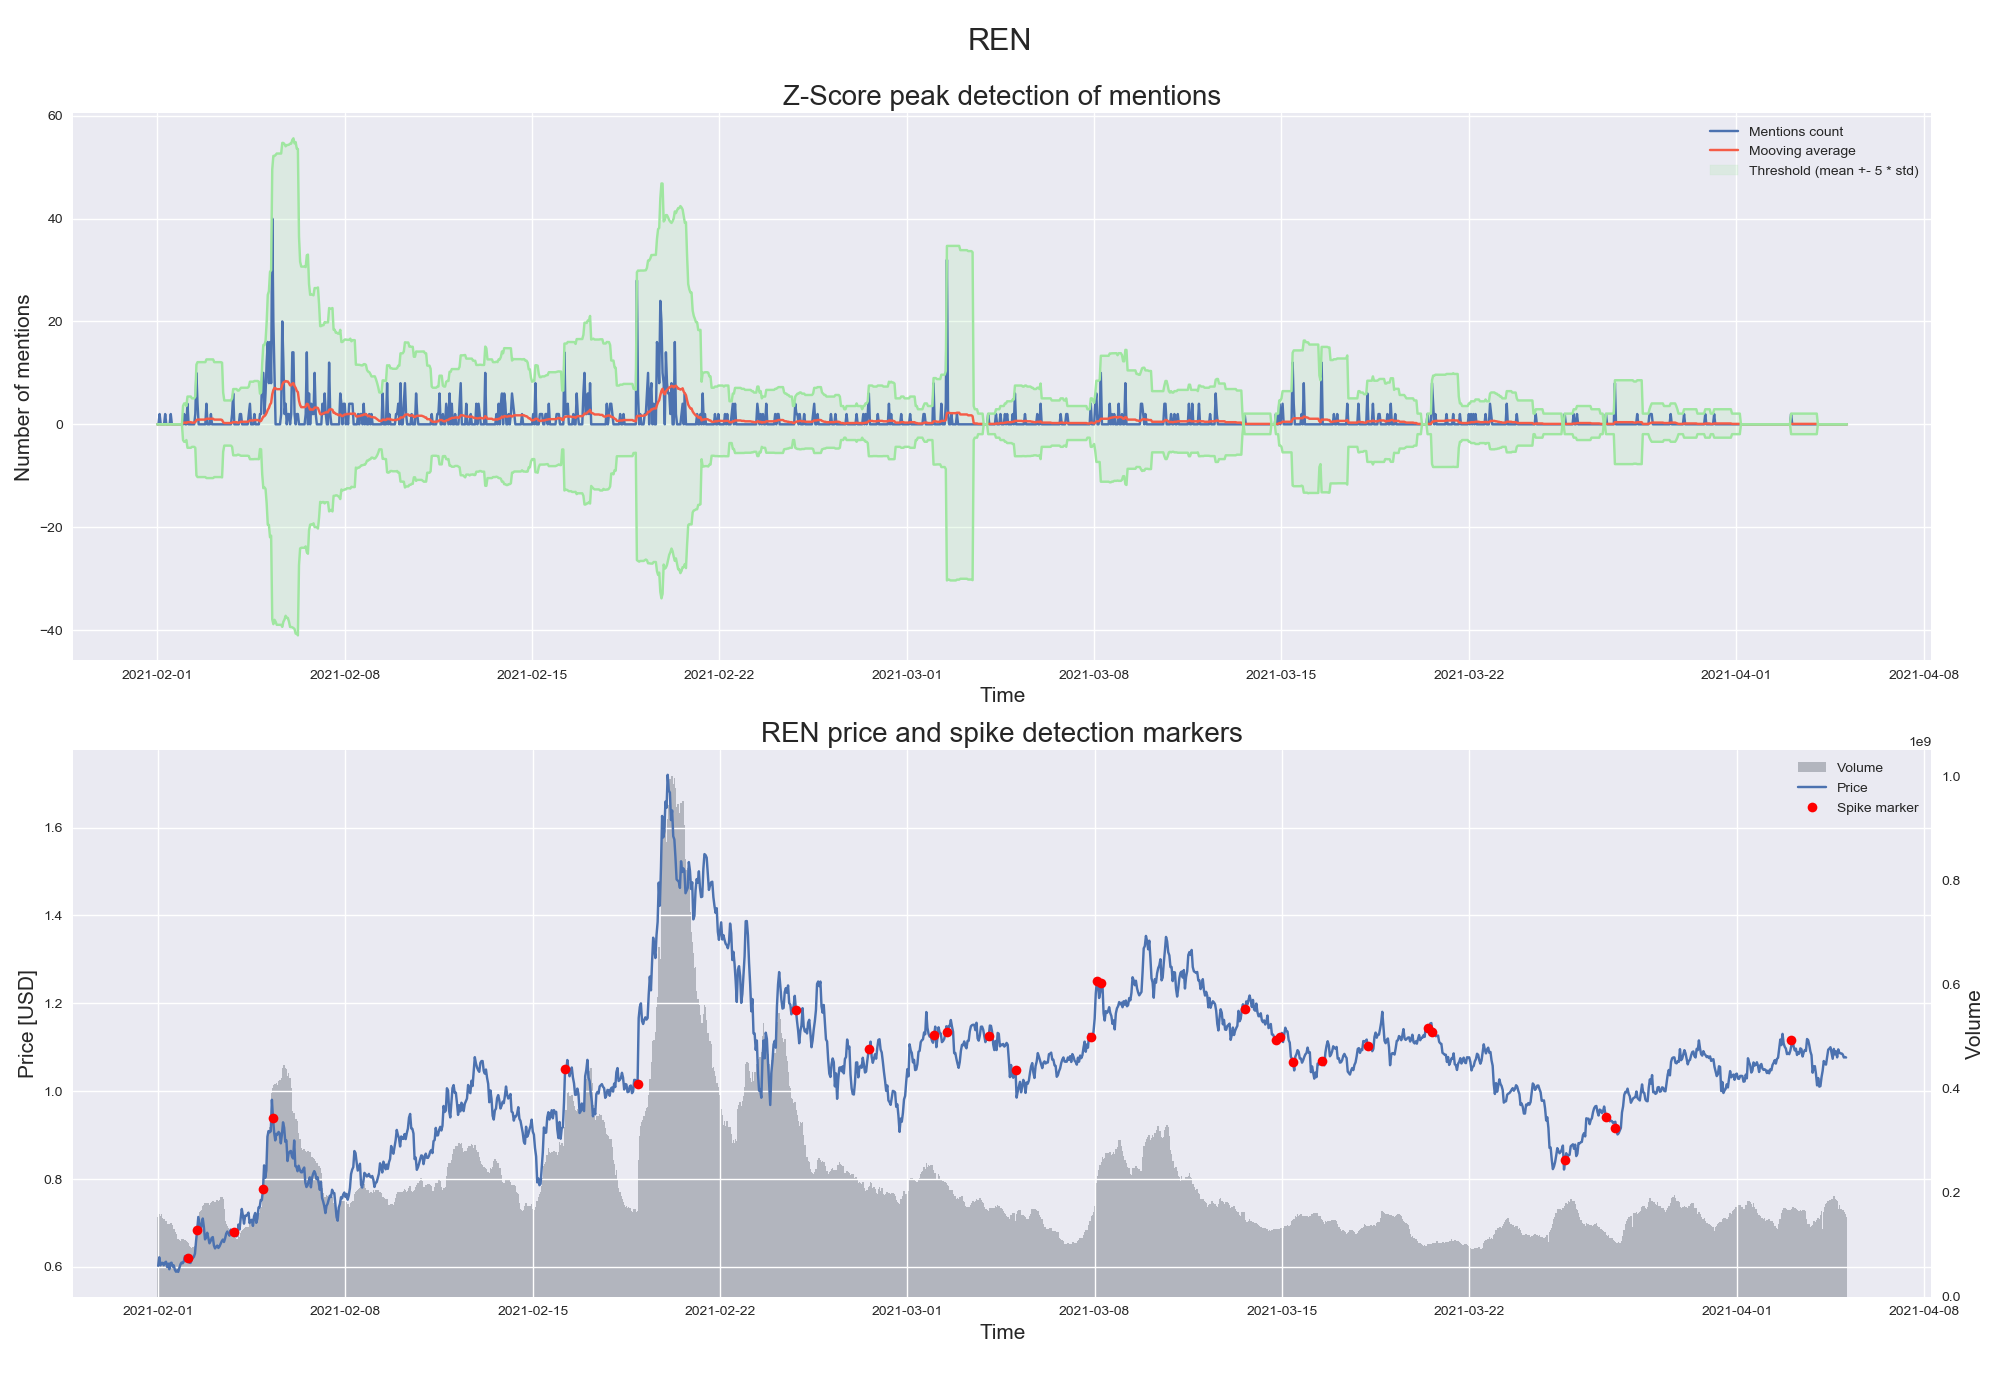 REN
Z-Score peak detection of mentions
60
40
20
0
−20
−40
Number of mentions
Mentions count
Mooving average
Threshold (mean +- 5 * std)
2021-02-01 2021-02-08 2021-02-15 2021-02-22 2021-03-01 2021-03-08 2021-03-15 2021-03-22 2021-04-01 2021-04-08
Time
REN price and spike detection markers
1e9
1.6
1.4
1.2
1.0
0.8
0.6
Price [USD]
Volume
Price
Spike marker
1.0
0.8
0.6
0.4
0.2
0.0
Volume
2021-02-01 2021-02-08 2021-02-15 2021-02-22 2021-03-01 2021-03-08 2021-03-15 2021-03-22 2021-04-01 2021-04-08
Time